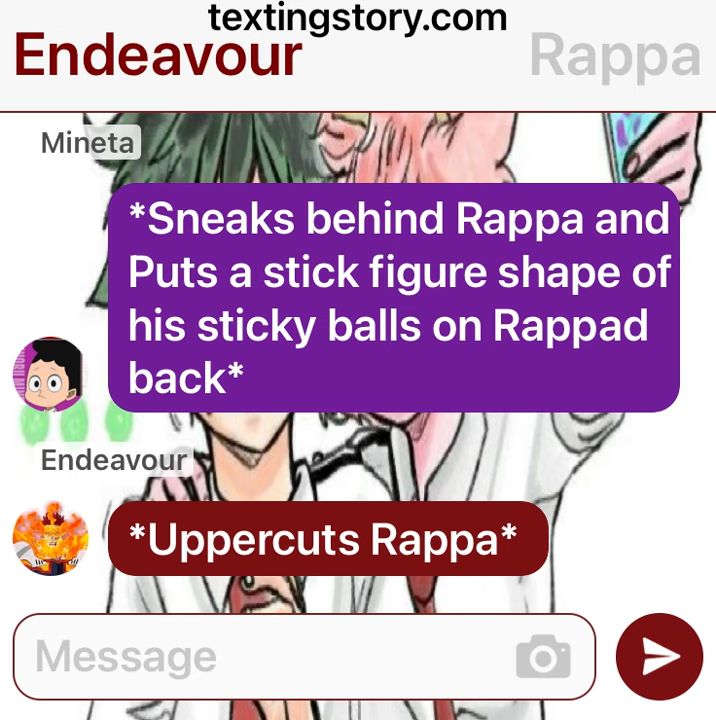 textingstory.com
Endeavour Rappa
Mineta
*Sneaks behind Rappa and
Puts a stick figure shape of
his sticky balls on Rappad
back*
Endeavour
*Uppercuts Rappa*
Message